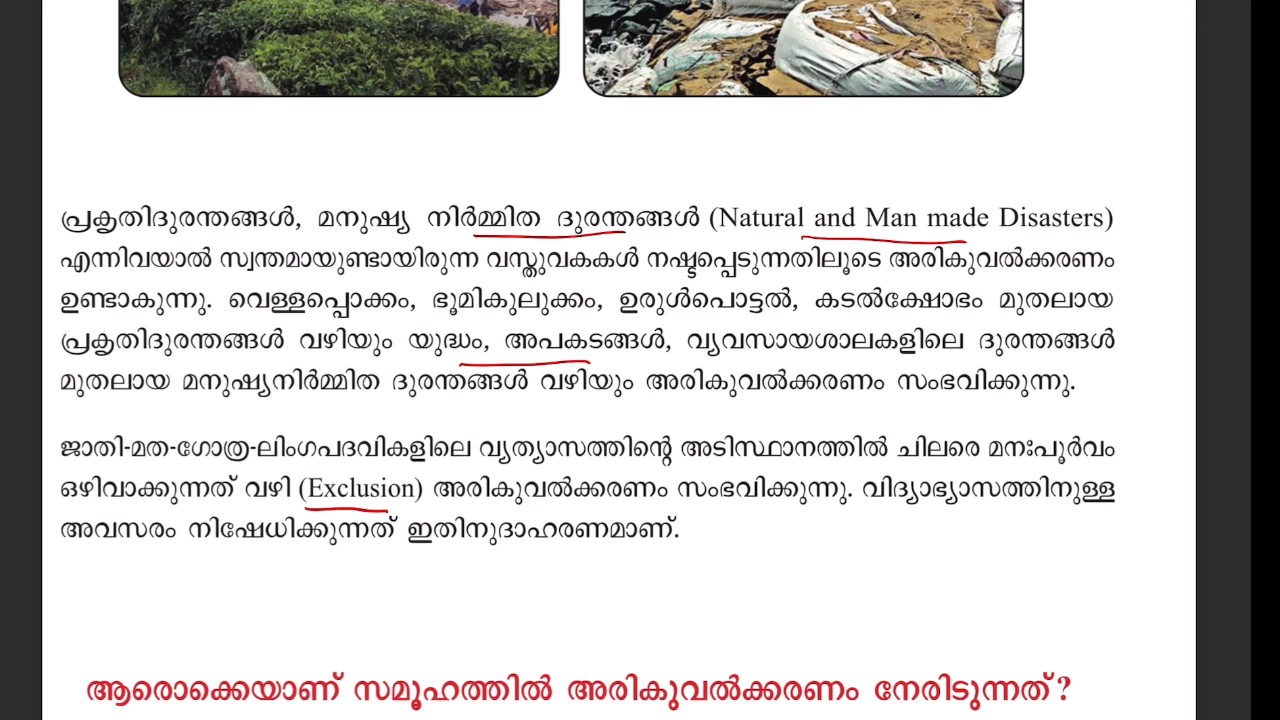 പ്രകൃതിദുരന്തങ്ങൾ, മനുഷ്യ നിർമ്മിത ദുരന്തങ്ങൾ (Natural and Man made Disasters)
എന്നിവയാൽ സ്വന്തമായുണ്ടായിരുന്ന വസ്തുവകകൾ നഷ്ടപ്പെടുന്നതിലൂടെ അരികുവൽക്കരണം
ഉണ്ടാകുന്നു. വെള്ളപ്പൊക്കം, ഭൂമികുലുക്കം, ഉരുൾപൊട്ടൽ, കടൽക്ഷോഭം മുതലായ
പ്രകൃതിദുരന്തങ്ങൾ വഴിയും യുദ്ധം, അപകടങ്ങൾ, വ്യവസായശാലകളിലെ ദുരന്തങ്ങൾ
മുതലായ മനുഷ്യനിർമ്മിത ദുരന്തങ്ങൾ വഴിയും അരികുവൽക്കരണം സംഭവിക്കുന്നു.
ജാതി-മത-ഗോത്ര-ലിംഗപദവികളിലെ വ്യത്യാസത്തിന്റെ അടിസ്ഥാനത്തിൽ ചിലരെ മനഃപൂർവം
ഒഴിവാക്കുന്നത് വഴി (Exclusion) അരികുവൽക്കരണം സംഭവിക്കുന്നു. വിദ്യാഭ്യാസത്തിനുള്ള
അവസരം നിഷേധിക്കുന്നത് ഇതിനുദാഹരണമാണ്.
ആരൊക്കെയാണ് സമൂഹത്തിൽ അരികുവൽക്കരണം നേരിടുന്നത്?